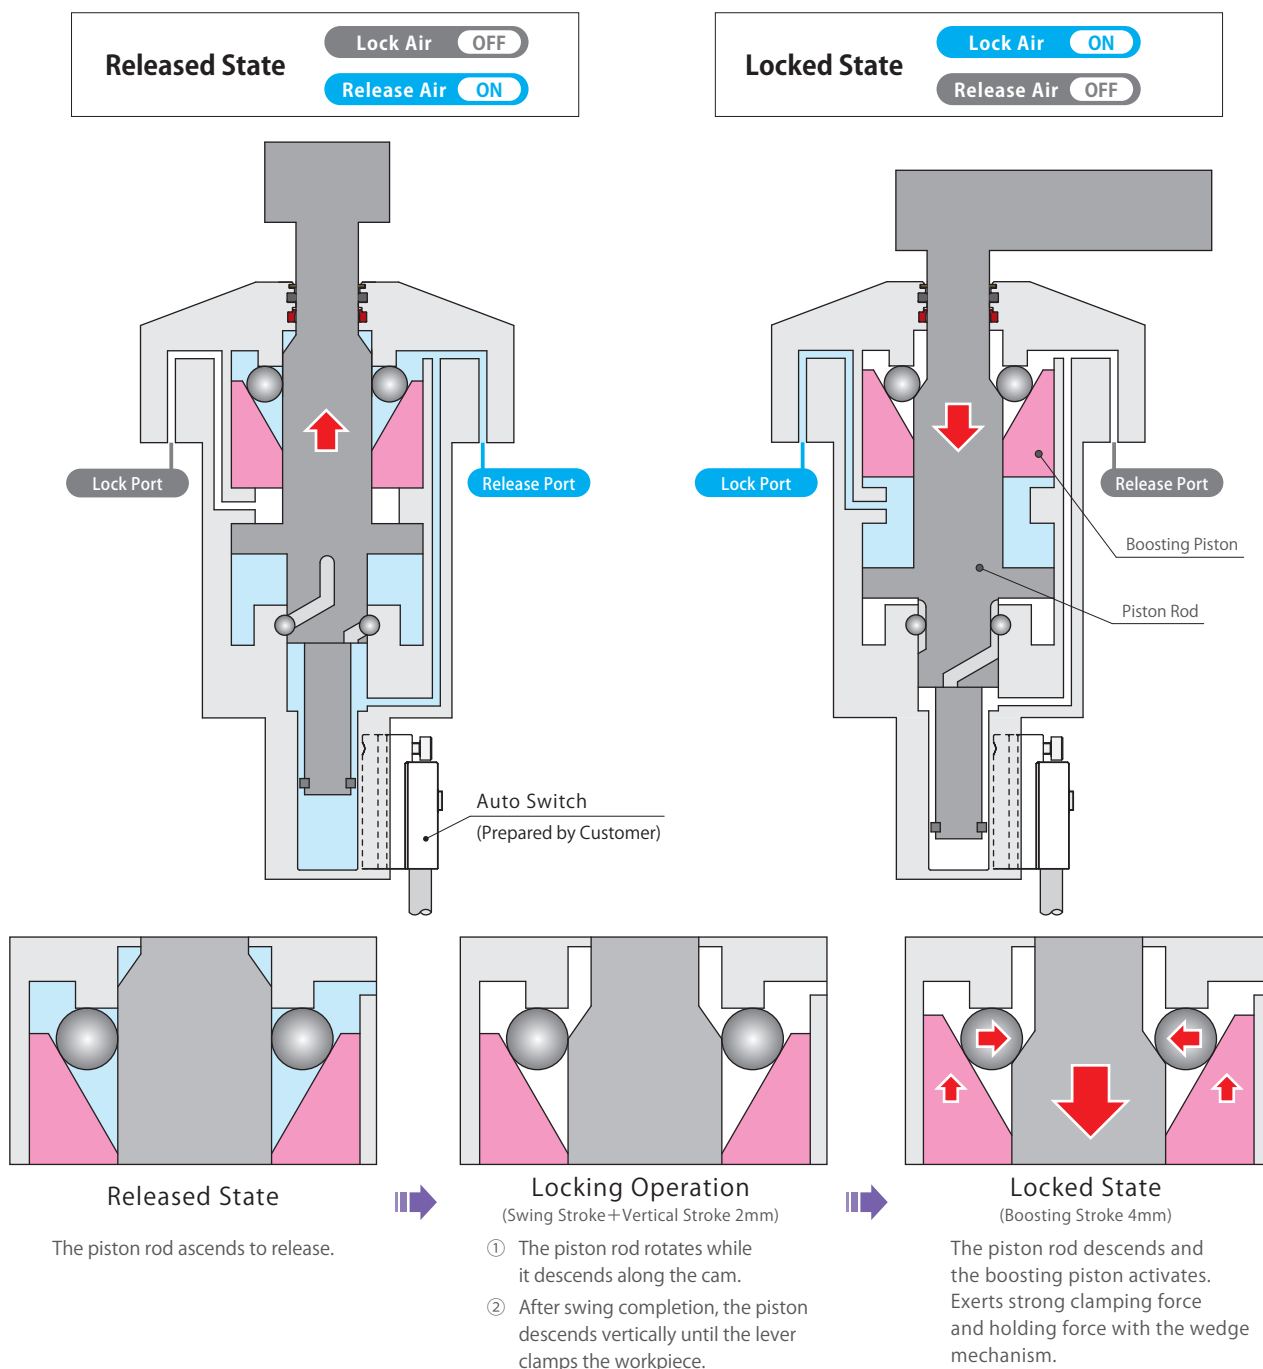 Released State
Lock Air OFF
Release Air ON
Locked State
Lock Air ON
Release Air OFF
Lock Port
Release Port
Lock Port
Release Port
Boosting Piston
Piston Rod
Auto Switch
(Prepared by Customer)
Released State
The piston rod ascends to release.
Locking Operation
(Swing Stroke+Vertical Stroke 2mm)
① The piston rod rotates while
it descends along the cam.
② After swing completion, the piston
descends vertically until the lever
clamps the workpiece.
Locked State
(Boosting Stroke 4mm)
The piston rod descends and
the boosting piston activates.
Exerts strong clamping force
and holding force with the wedge
mechanism.